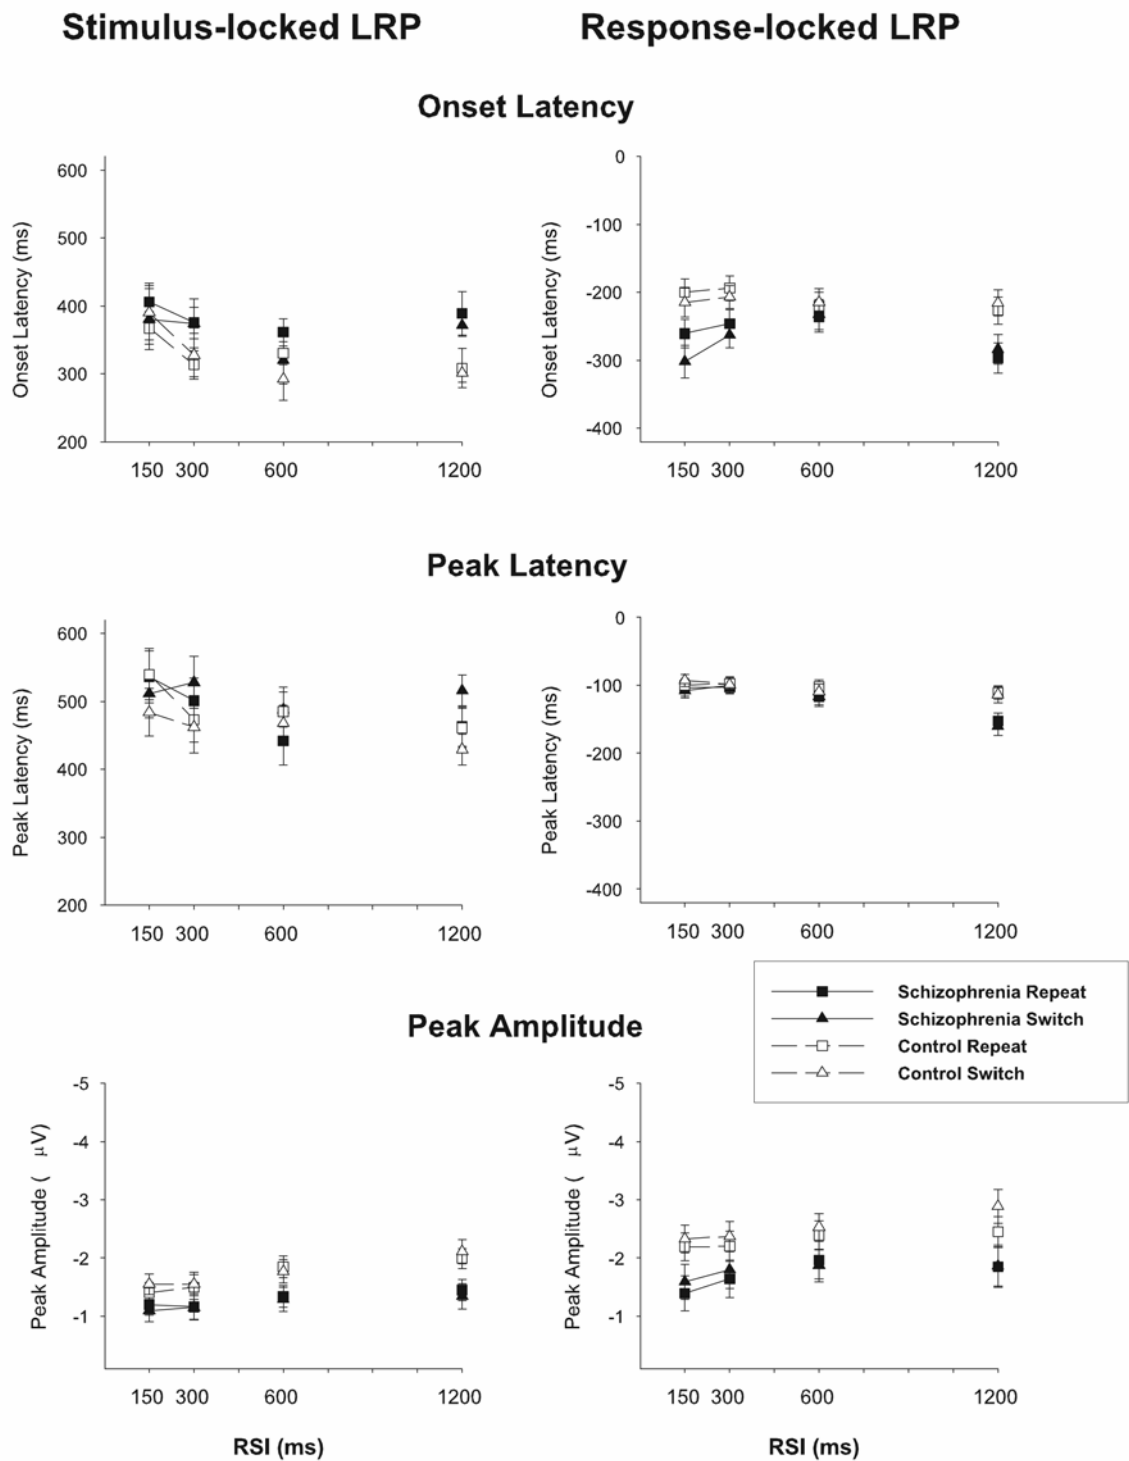 Stimulus-locked LRP
Response-locked LRP
Onset Latency
Onset Latency (ms)
600
500
400
300
200
150 300 600 1200
Onset Latency (ms)
0
-100
-200
-300
-400
150 300 600 1200
Peak Latency
Peak Latency (ms)
600
500
400
300
200
150 300 600 1200
Peak Latency (ms)
0
-100
-200
-300
-400
150 300 600 1200
Schizophrenia Repeat
Schizophrenia Switch
Control Repeat
Control Switch
Peak Amplitude
Peak Amplitude ( μV)
-5
-4
-3
-2
-1
150 300 600 1200
RSI (ms)
Peak Amplitude ( μV)
-5
-4
-3
-2
-1
150 300 600 1200
RSI (ms)